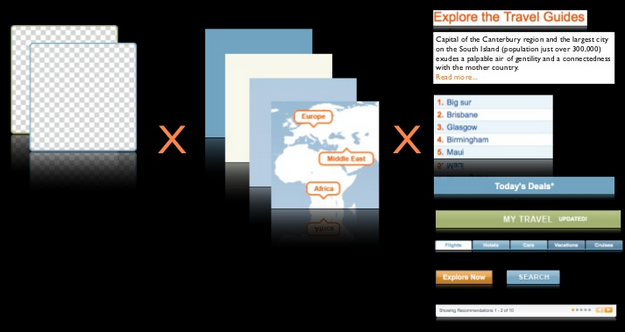 Explore the Travel Guides
Capital of the Canterbury region and the largest city
on the South Island (population just over 300,000)
exudes a palpable air of gentility and a connectedness
with the mother country.
Read more...
Europe
Middle East
Africa
X
X
1. Big sur
2. Brisbane
3. Glasgow
4. Birmingham
5. Maui
Today's Deals*
MY TRAVEL UPDATED!
Flights Hotels Cars Vacations Cruises
Explore Now SEARCH
Showing Recommendations 1 - 2 of 10